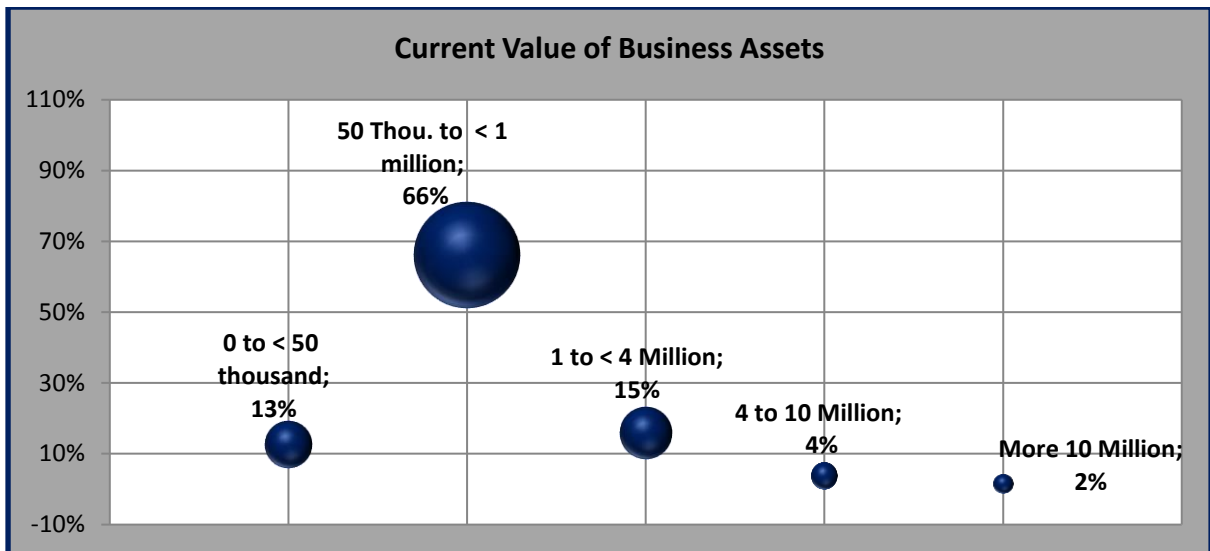 Current Value of Business Assets
110%
90%
70%
50%
30%
10%
-10%
50 Thou. to < 1
million;
66%
0 to < 50
thousand;
13%
1 to < 4 Million;
15%
4 to 10 Million;
4%
More 10 Million;
2%